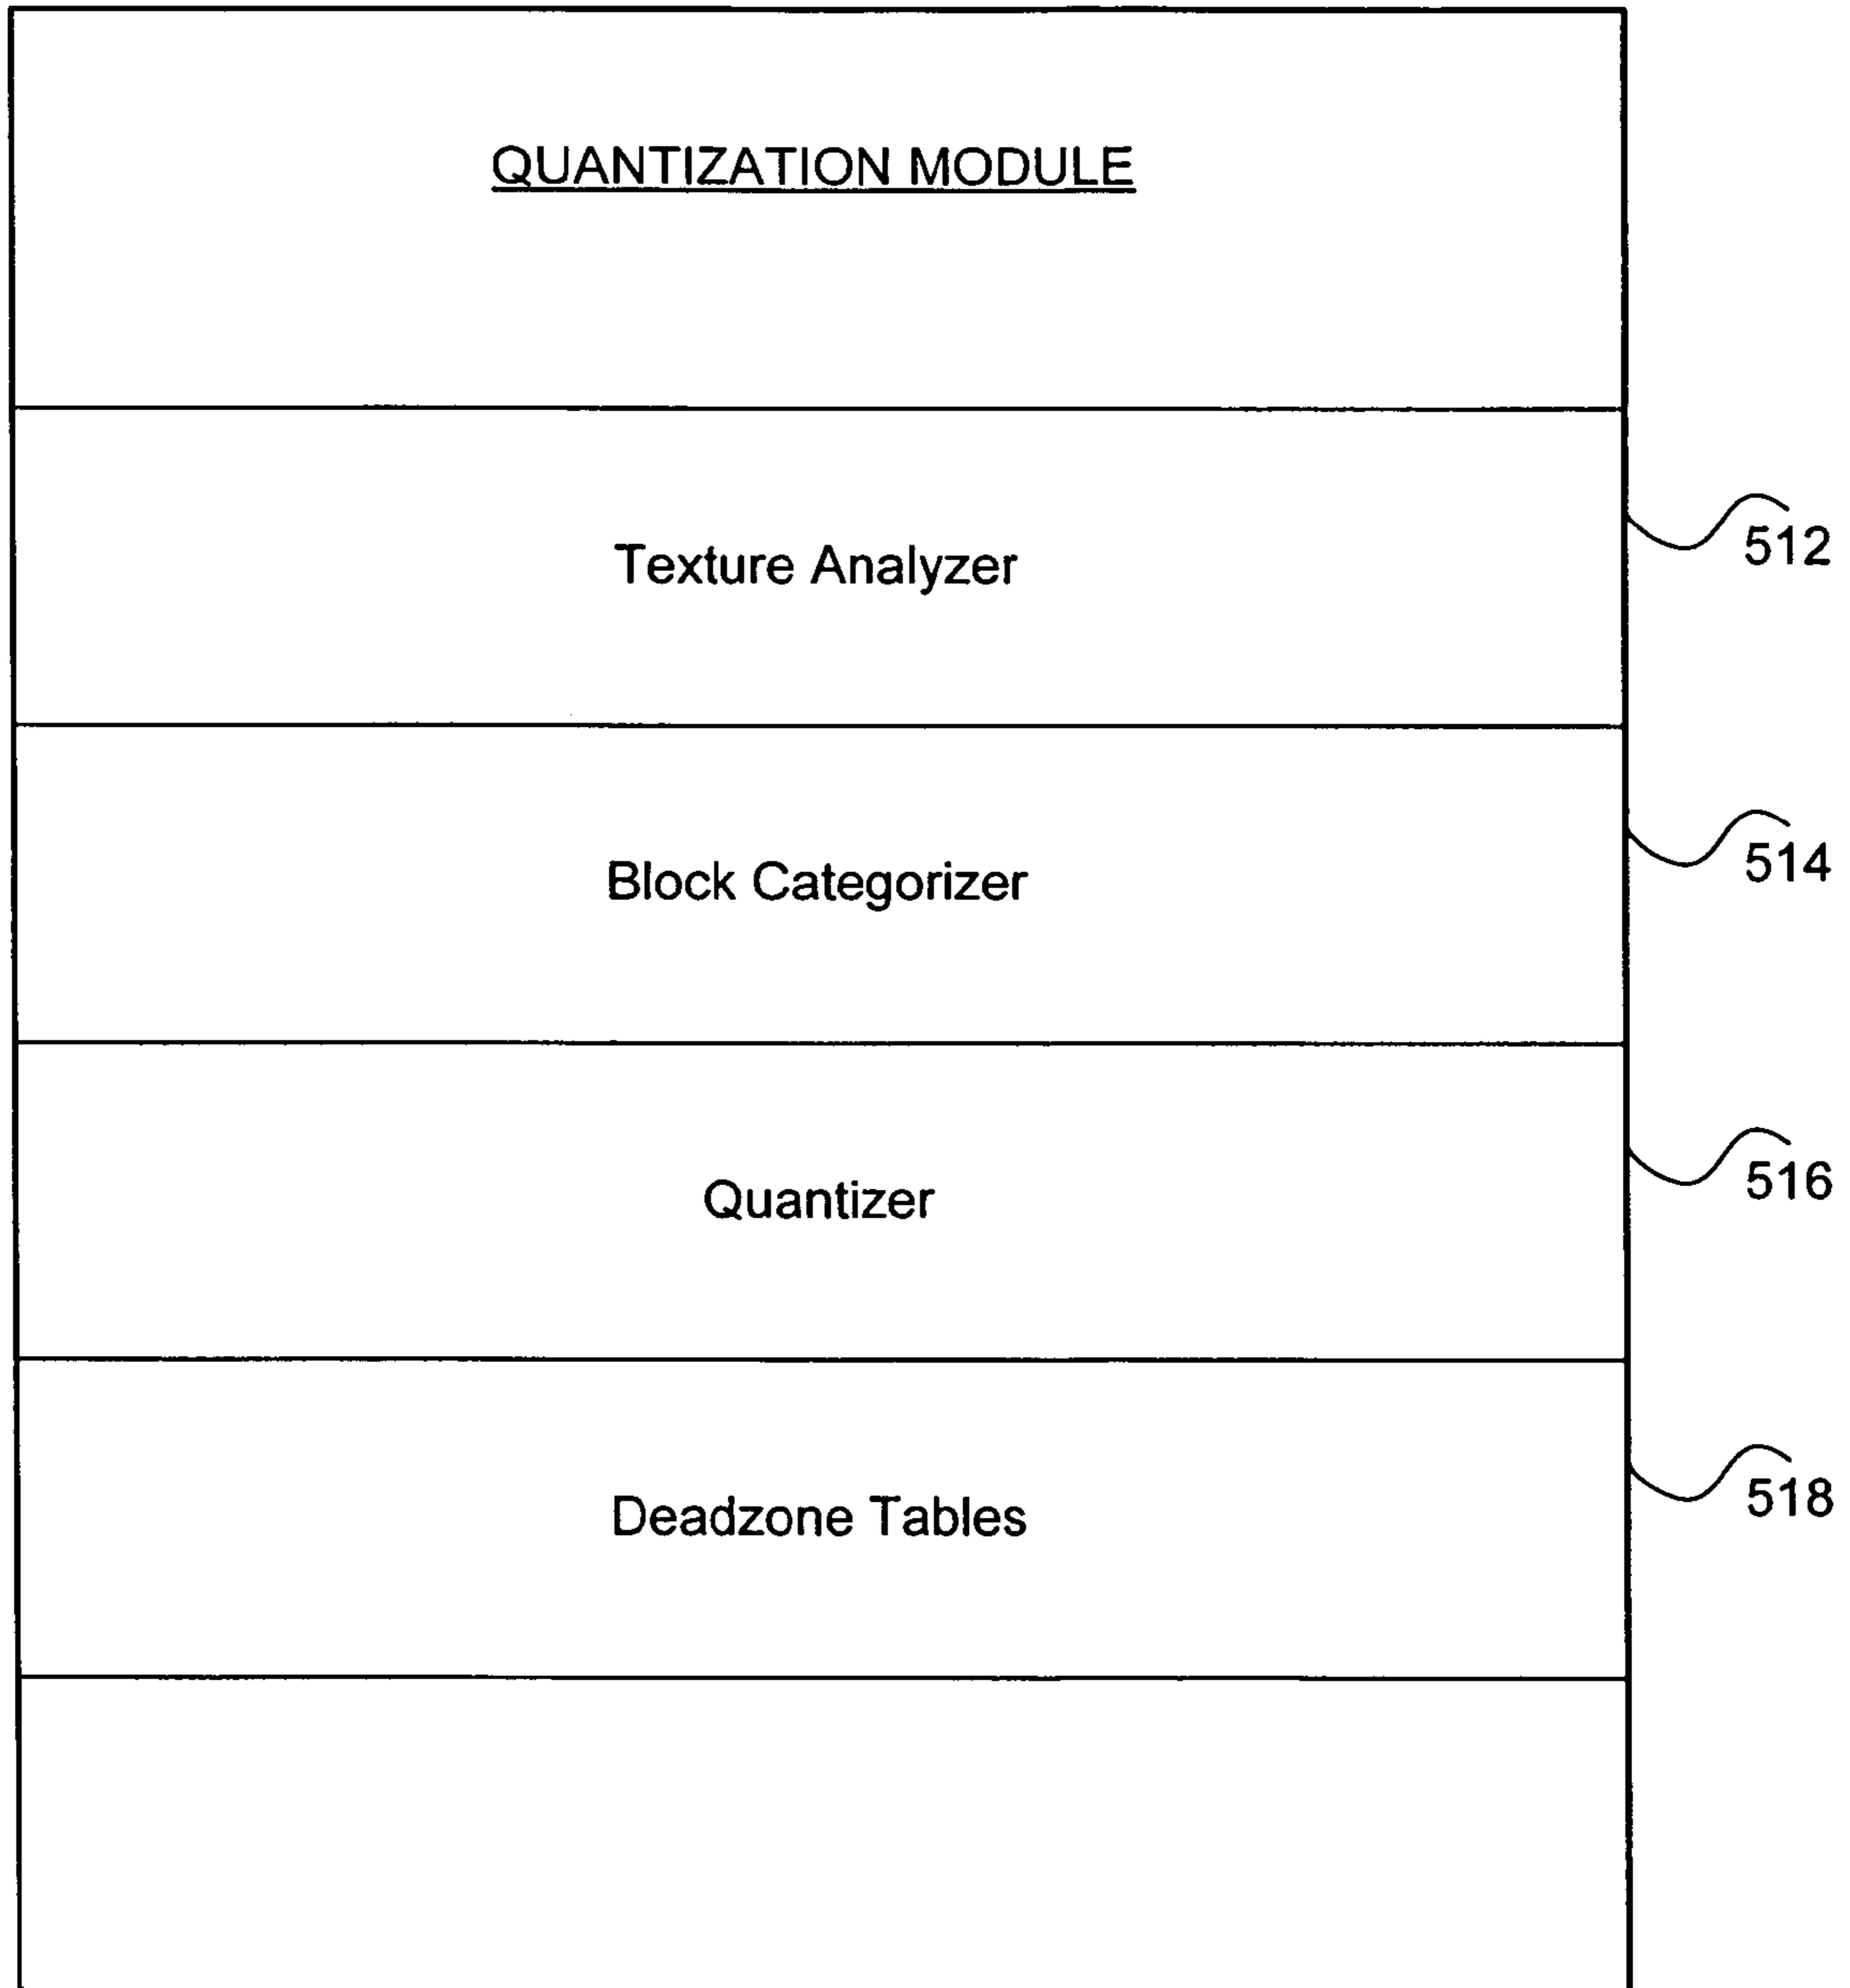 QUANTIZATION MODULE
Texture Analyzer
512
Block Categorizer
514
Quantizer
516
Deadzone Tables
518